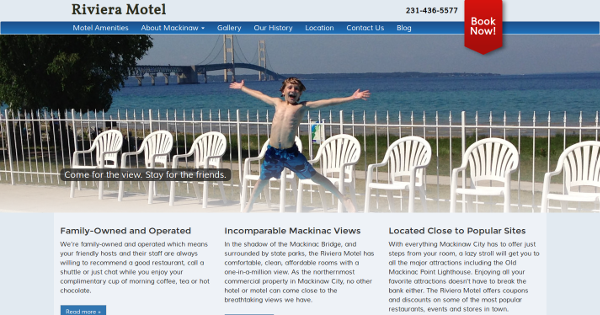 Riviera Motel
231-436-5577
Book
Now!
Motel Amenities About Mackinaw Gallery Our History Location Contact Us Blog
Come for the view. Stay for the friends.
Family-Owned and Operated
We're family-owned and operated which means
your friendly hosts and their staff are always
willing to recommend a good restaurant, call a
shuttle or just chat while you enjoy your
complimentary cup of morning coffee, tea or hot
chocolate.
Read more »
Incomparable Mackinac Views
In the shadow of the Mackinac Bridge, and
surrounded by state parks, the Riviera Motel has
comfortable, clean, affordable rooms with a
one-in-a-million view. As the northernmost
commercial property in Mackinaw City, no other
hotel or motel can come close to the
breathtaking views we have.
Located Close to Popular Sites
With everything Mackinaw City has to offer just
steps from your room, a lazy stroll will get you to
all the major attractions including the Old
Mackinac Point Lighthouse. Enjoying all your
favorite attractions doesn't have to break the
bank either. The Riviera Motel offers coupons
and discounts on some of the most popular
restaurants, events and stores in town.